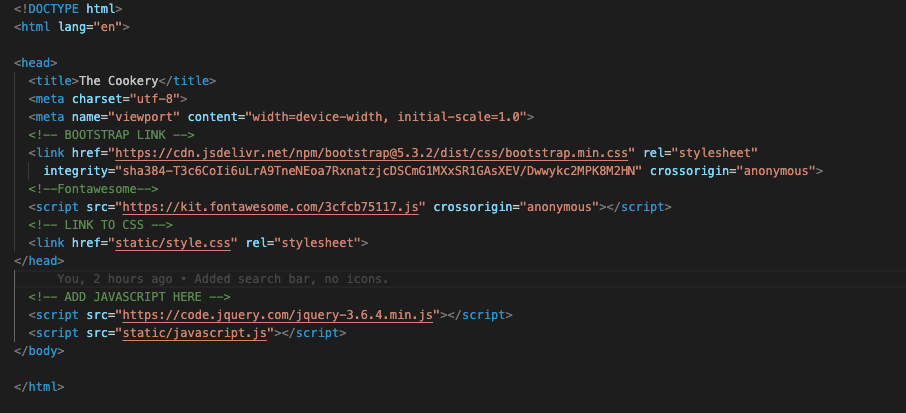 <!DOCTYPE html>
<html lang="en">
<head>
<title>The Cookery</title>
<meta charset="utf-8">
<meta name="viewport" content="width=device-width, initial-scale=1.0">
<!-- BOOTSTRAP LINK -->
<link href="https://cdn.jsdelivr.net/npm/bootstrap@5.3.2/dist/css/bootstrap.min.css" rel="stylesheet"
integrity="sha384-T3c6CoIi6uLrA9TneNEoa7RxnatzjcDSCmG1MXxSR1GAsXEV/Dwwykc2MPK8M2HN" crossorigin="anonymous">
<!--Fontawesome-->
<script src="https://kit.fontawesome.com/3cfcb75117.js" crossorigin="anonymous"></script>
<!-- LINK TO CSS -->
<link href="static/style.css" rel="stylesheet">
</head>
You, 2 hours ago • Added search bar, no icons.
<!-- ADD JAVASCRIPT HERE -->
<script src="https://code.jquery.com/jquery-3.6.4.min.js"></script>
<script src="static/javascript.js"></script>
</body>
</html>